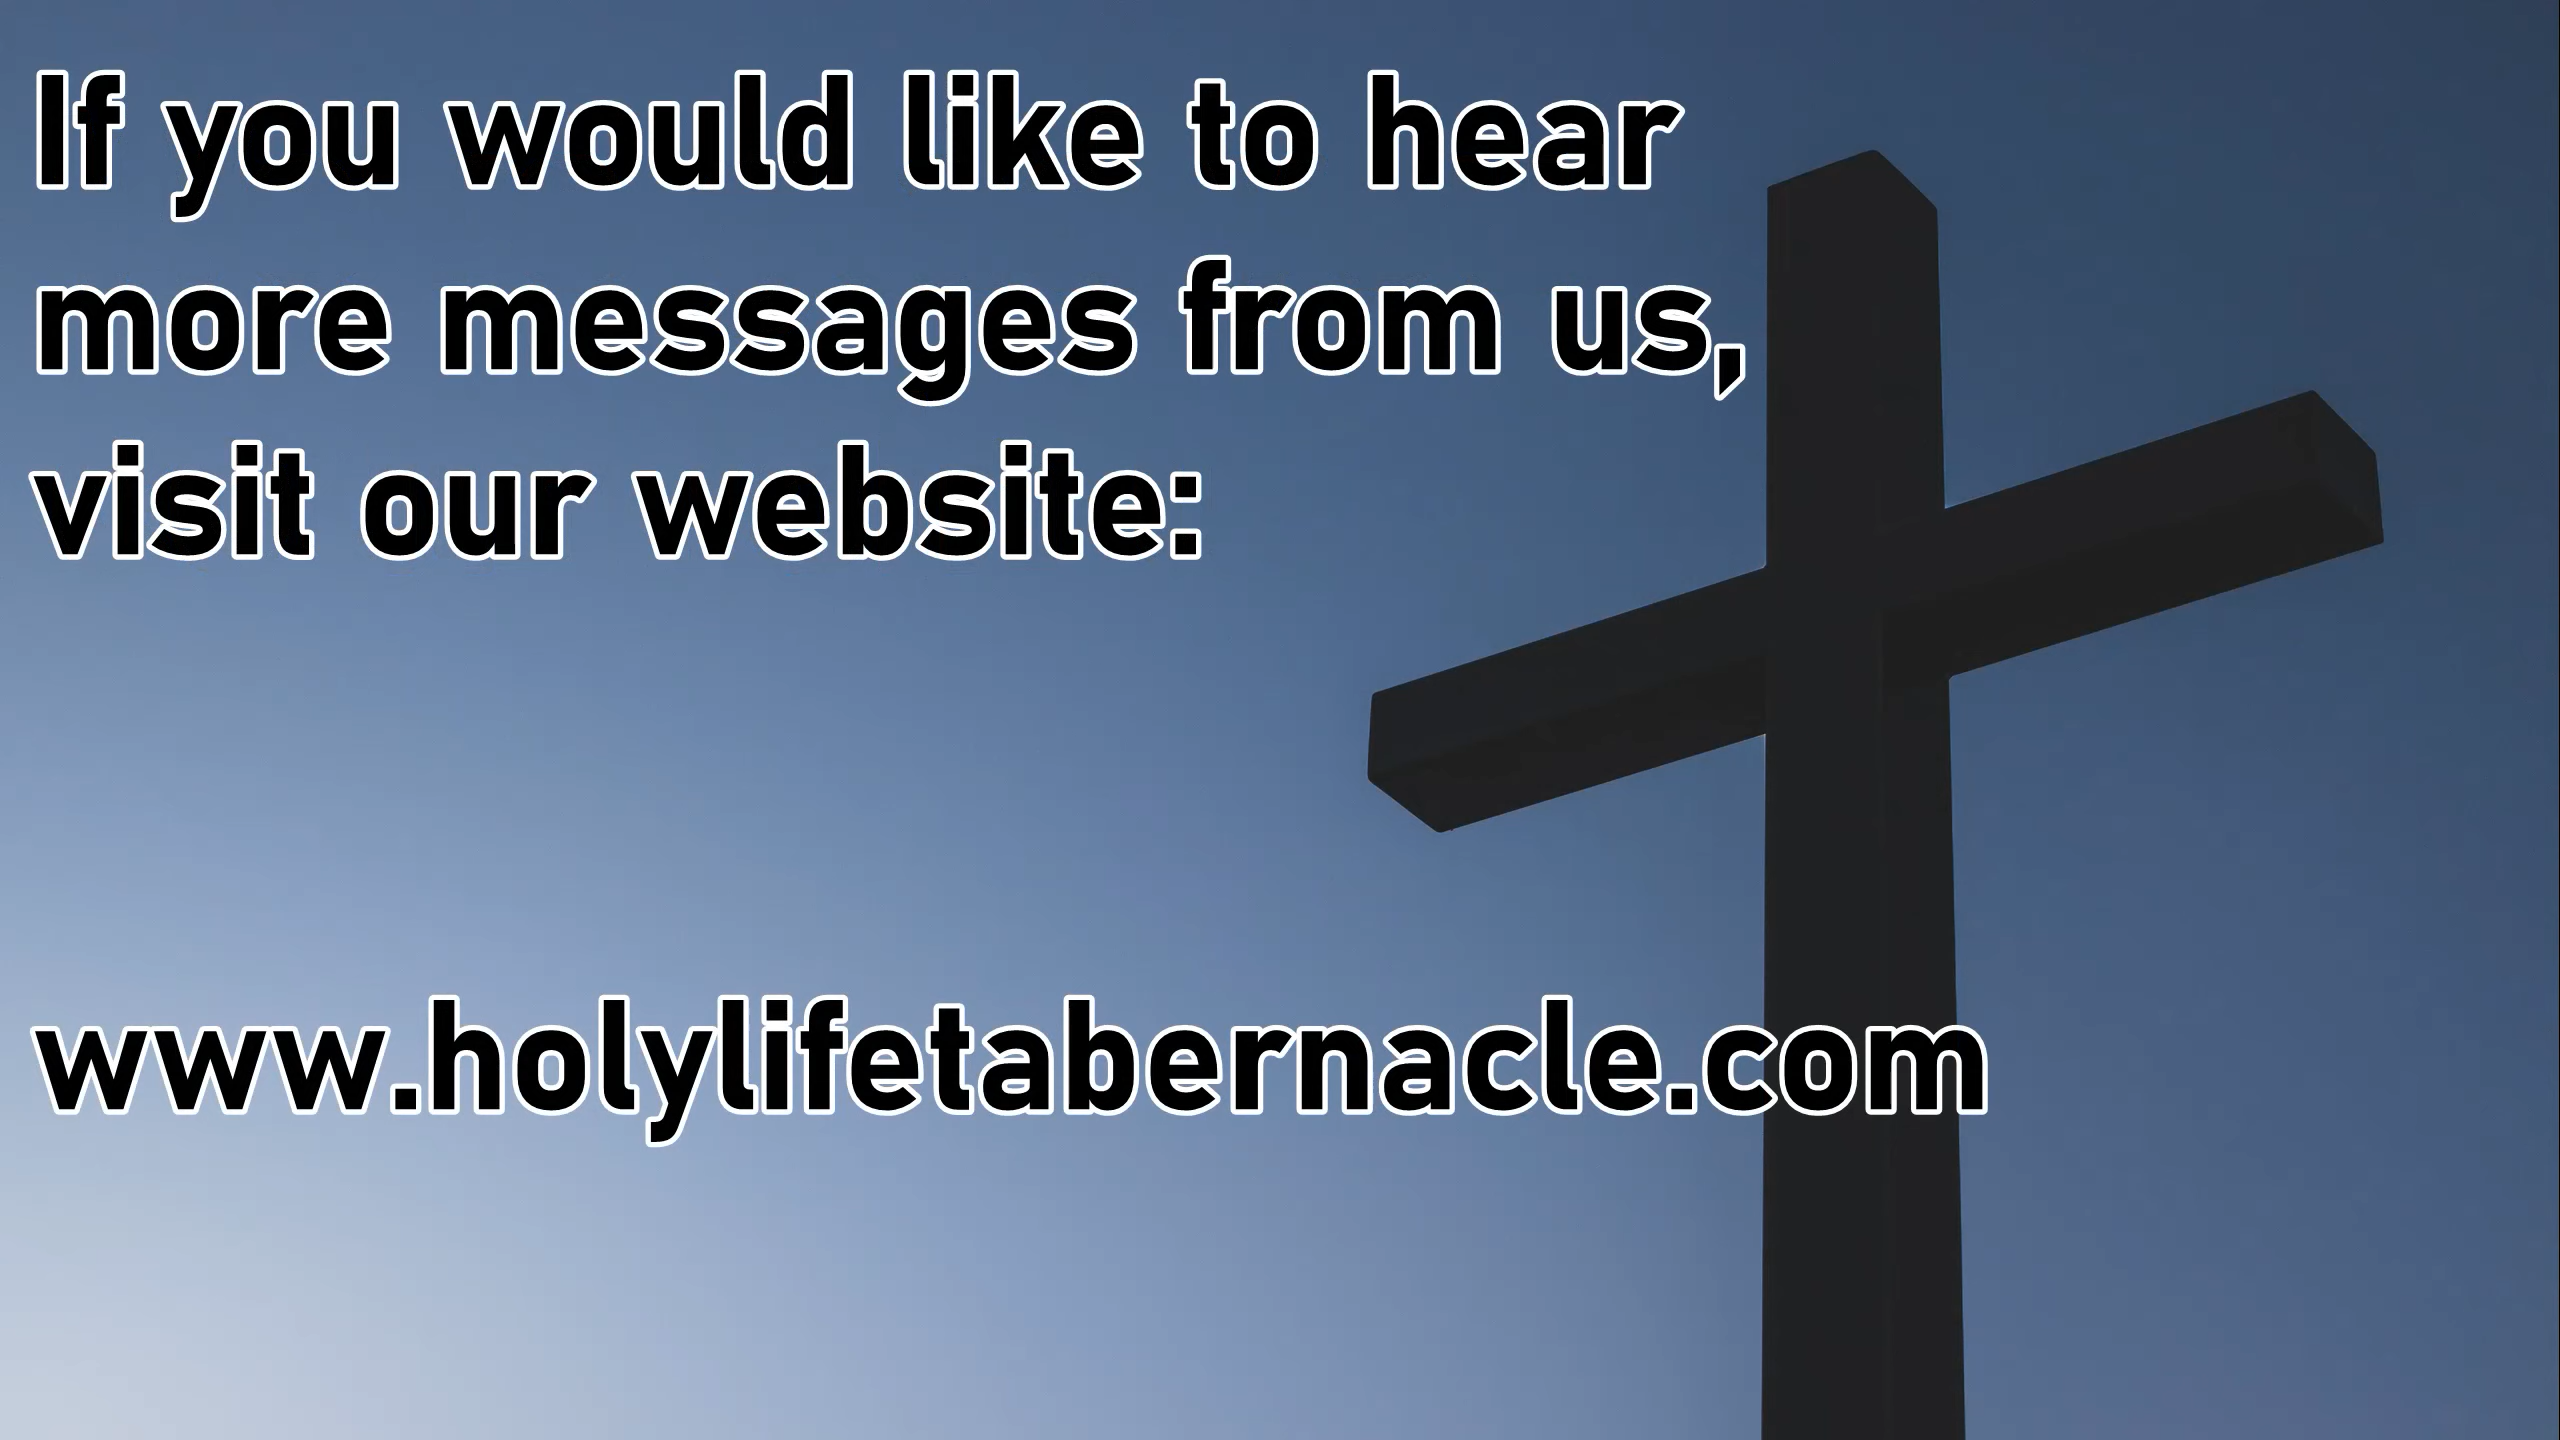 If you would like to hear
more messages from us,
visit our website:
www.holylifetabernacle.com